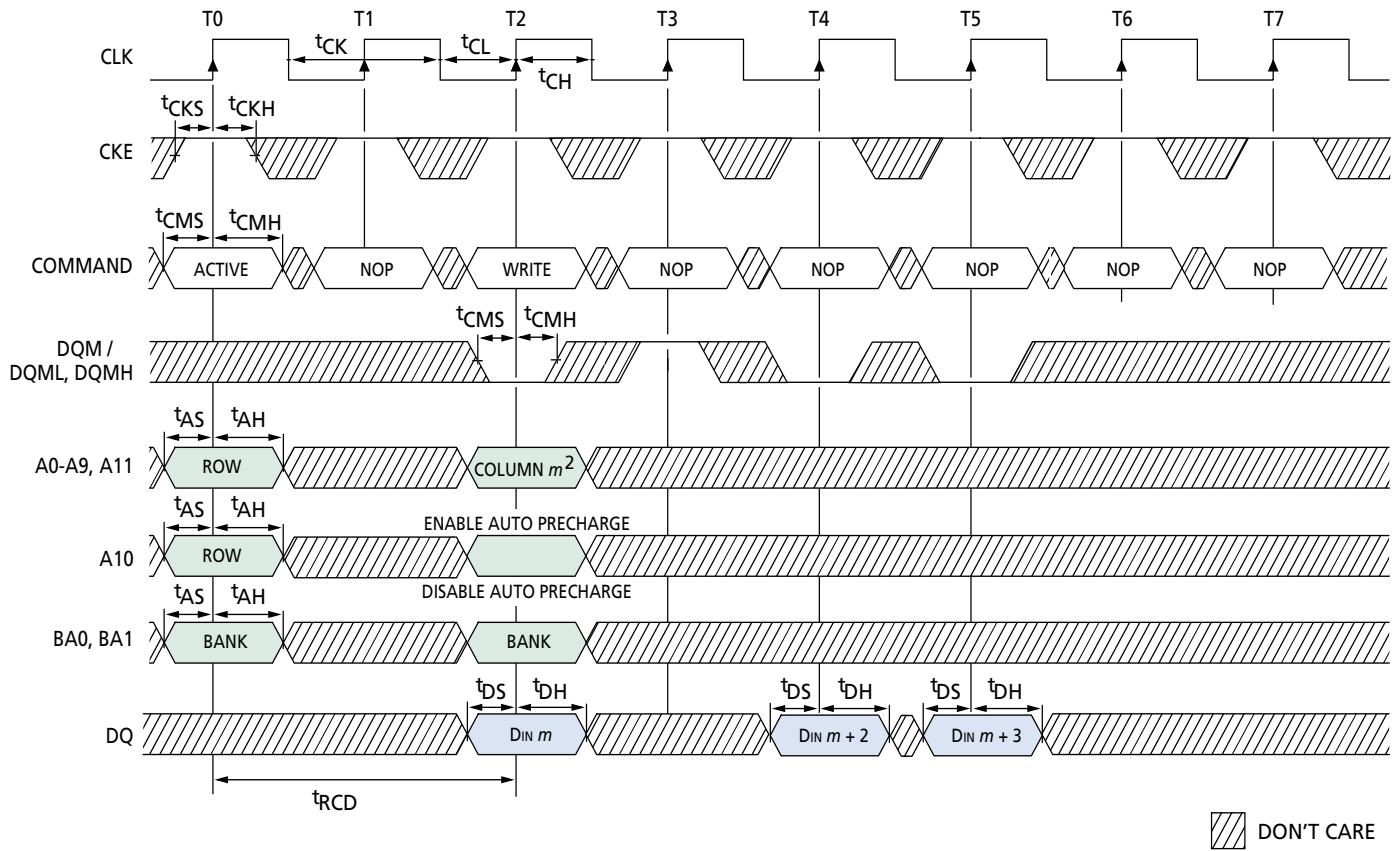 T0 T1 T2 T3 T4 T5 T6 T7
CLK
tCK tCL
tCH
tCKS tCKH
CKE
tCMS tCMH
COMMAND ACTIVE NOP WRITE NOP NOP NOP NOP NOP
tCMS tCMH
DQM /
DQML, DQMH
tAS tAH
A0-A9, A11 ROW COLUMN m2
tAS tAH
ENABLE AUTO PRECHARGE
A10 ROW
DISABLE AUTO PRECHARGE
tAS tAH
BA0, BA1 BANK BANK
tDS tDH tDS tDH tDS tDH
DQ DIN m DIN m + 2 DIN m + 3
tRCD
DON'T CARE